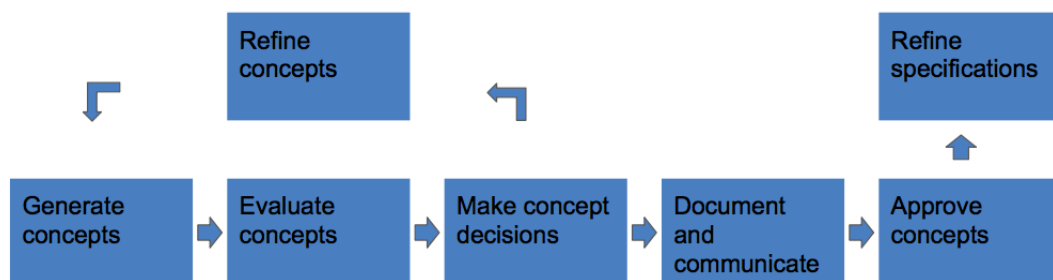 Refine
concepts
Refine
specifications
Generate
concepts
Evaluate
concepts
Make concept
decisions
Document
and
communicate
Approve
concepts